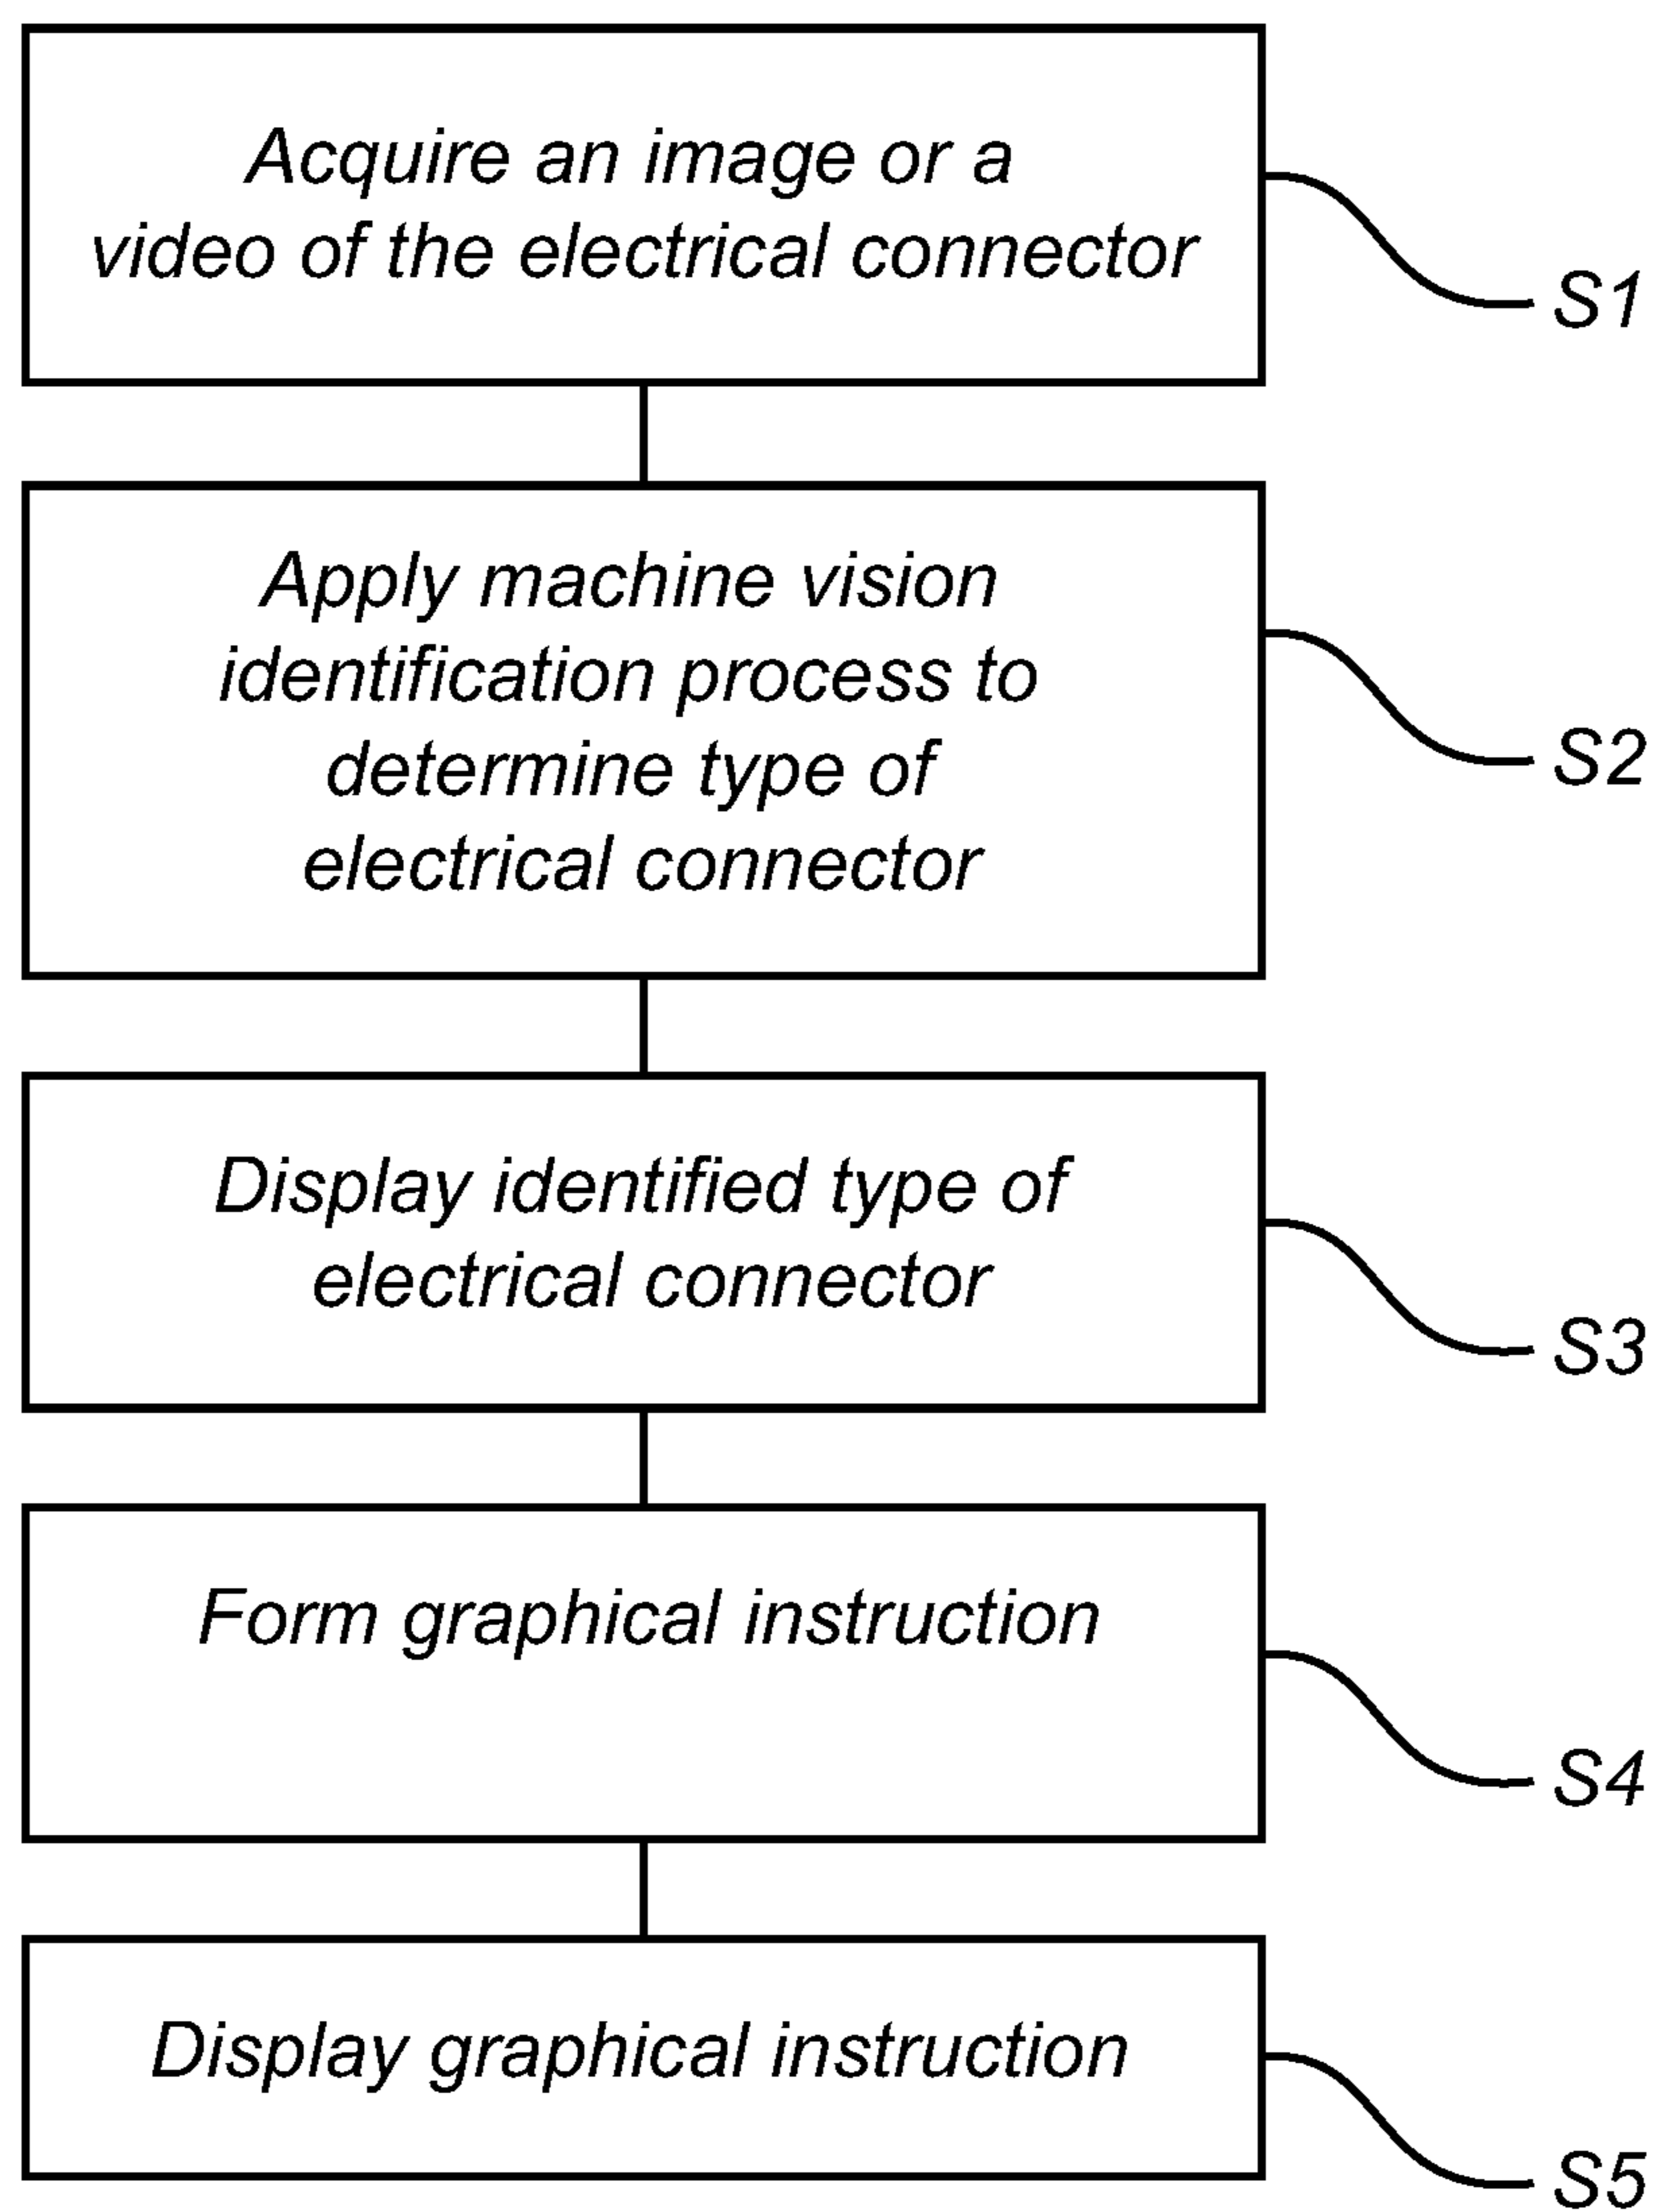 Acquire an image or a
video of the electrical connector
S1
Apply machine vision
identification process to
determine type of
electrical connector
S2
Display identified type of
electrical connector
S3
Form graphical instruction
S4
Display graphical instruction
S5